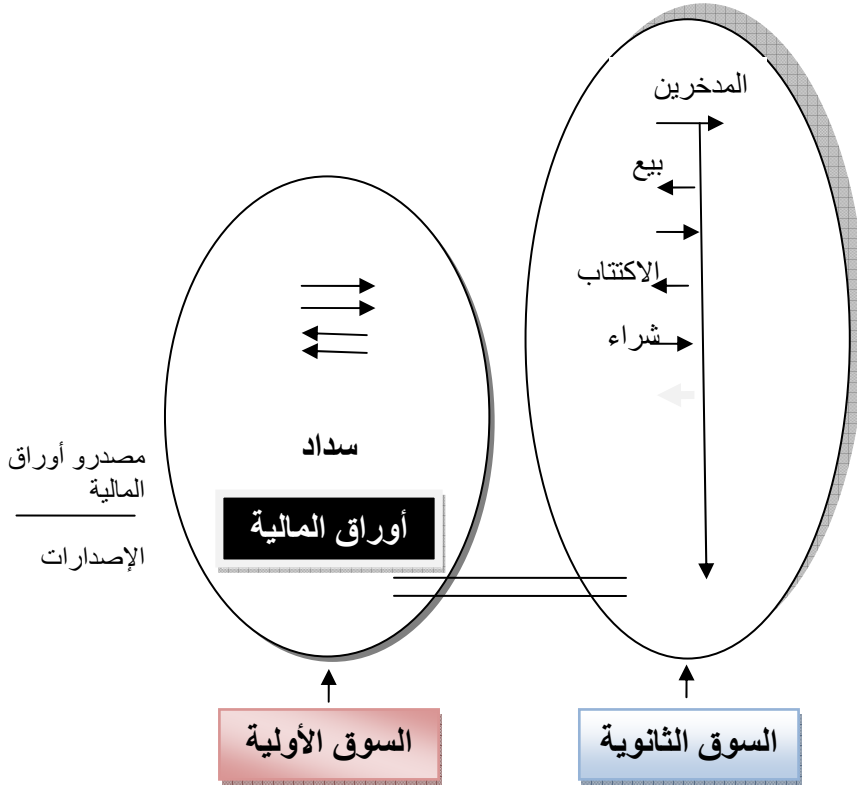 المدخرين
بيع
الاكتتاب
شراء
سداد
مصدرو أوراق
المالية
أوراق المالية
الإصدارات
السوق الثانوية
السوق الأولية